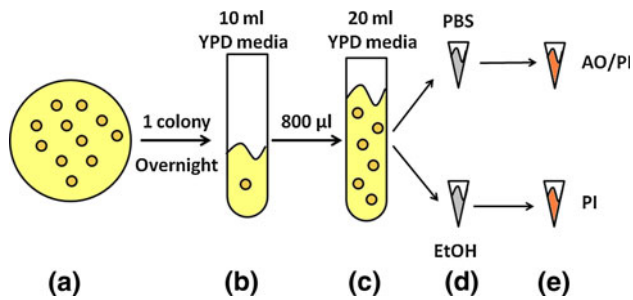 10 ml
YPD media
20 ml
YPD media
PBS
AO/PI
1 colony
Overnight
800 µl
PI
EtOH
(a)
(b)
(c)
(d)
(e)